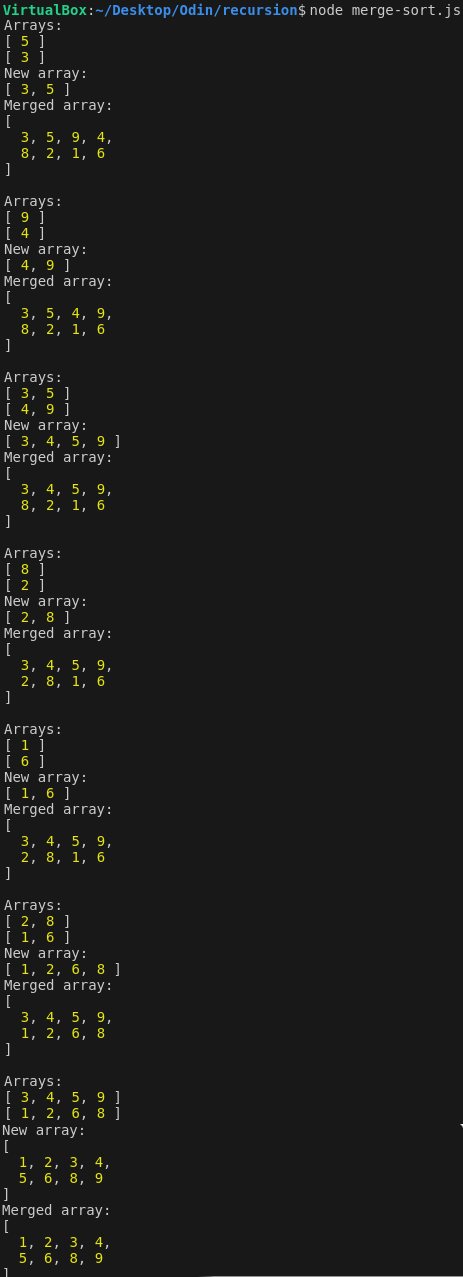 VirtualBox:~/Desktop/Odin/recursion$ node merge-sort.js
Arrays:
[ 5 ]
[ 3 ]
New array:
[ 3, 5 ]
Merged array:
[
  3, 5, 9, 4,
  8, 2, 1, 6
]

Arrays:
[ 9 ]
[ 4 ]
New array:
[ 4, 9 ]
Merged array:
[
  3, 5, 4, 9,
  8, 2, 1, 6
]

Arrays:
[ 3, 5 ]
[ 4, 9 ]
New array:
[ 3, 4, 5, 9 ]
Merged array:
[
  3, 4, 5, 9,
  8, 2, 1, 6
]

Arrays:
[ 8 ]
[ 2 ]
New array:
[ 2, 8 ]
Merged array:
[
  3, 4, 5, 9,
  2, 8, 1, 6
]

Arrays:
[ 1 ]
[ 6 ]
New array:
[ 1, 6 ]
Merged array:
[
  3, 4, 5, 9,
  2, 8, 1, 6
]

Arrays:
[ 2, 8 ]
[ 1, 6 ]
New array:
[ 1, 2, 6, 8 ]
Merged array:
[
  3, 4, 5, 9,
  1, 2, 6, 8
]

Arrays:
[ 3, 4, 5, 9 ]
[ 1, 2, 6, 8 ]
New array:
[
  1, 2, 3, 4,
  5, 6, 8, 9
]
Merged array:
[
  1, 2, 3, 4,
  5, 6, 8, 9
]